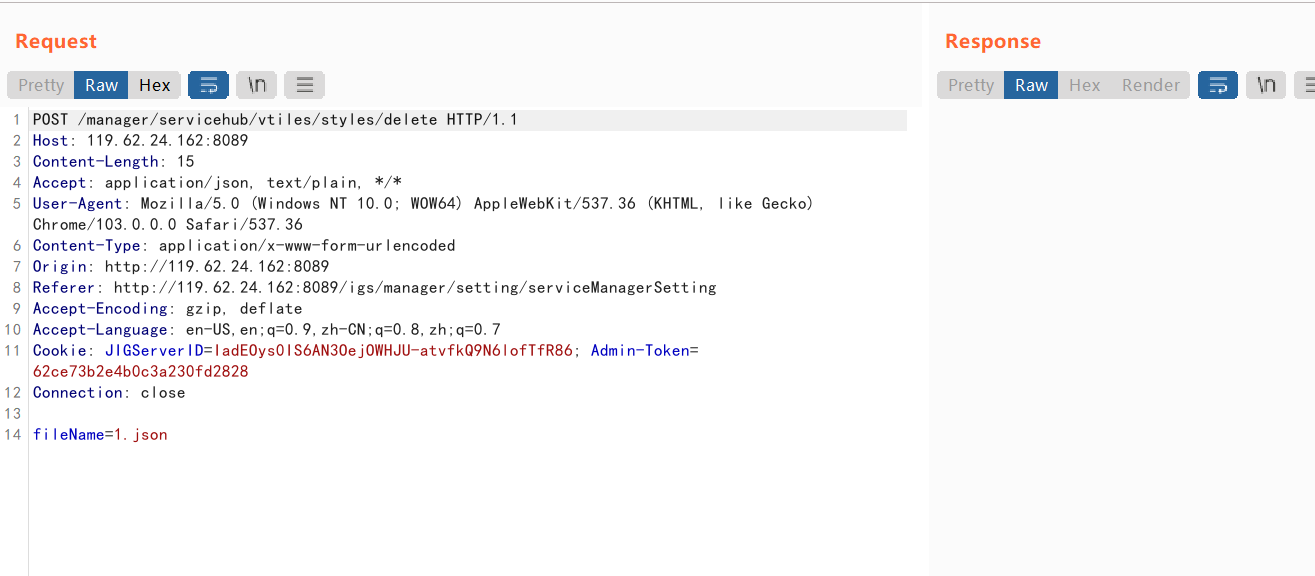 Request
Response
Pretty Raw Hex \n
Pretty Raw Hex Render \n
1 POST /manager/servicehub/vtiles/styles/delete HTTP/1.1
2 Host: 119.62.24.162:8089
3 Content-Length: 15
4 Accept: application/json, text/plain, */*
5 User-Agent: Mozilla/5.0 (Windows NT 10.0; WOW64) AppleWebKit/537.36 (KHTML, like Gecko)
Chrome/103.0.0.0 Safari/537.36
6 Content-Type: application/x-www-form-urlencoded
7 Origin: http://119.62.24.162:8089
8 Referer: http://119.62.24.162:8089/igs/manager/setting/serviceManagerSetting
9 Accept-Encoding: gzip, deflate
10 Accept-Language: en-US,en;q=0.9,zh-CN;q=0.8,zh;q=0.7
11 Cookie: Admin-Token=
62ce73b2e4b0c3a230fd2828
12 Connection: close
13
14 fileName=1.json